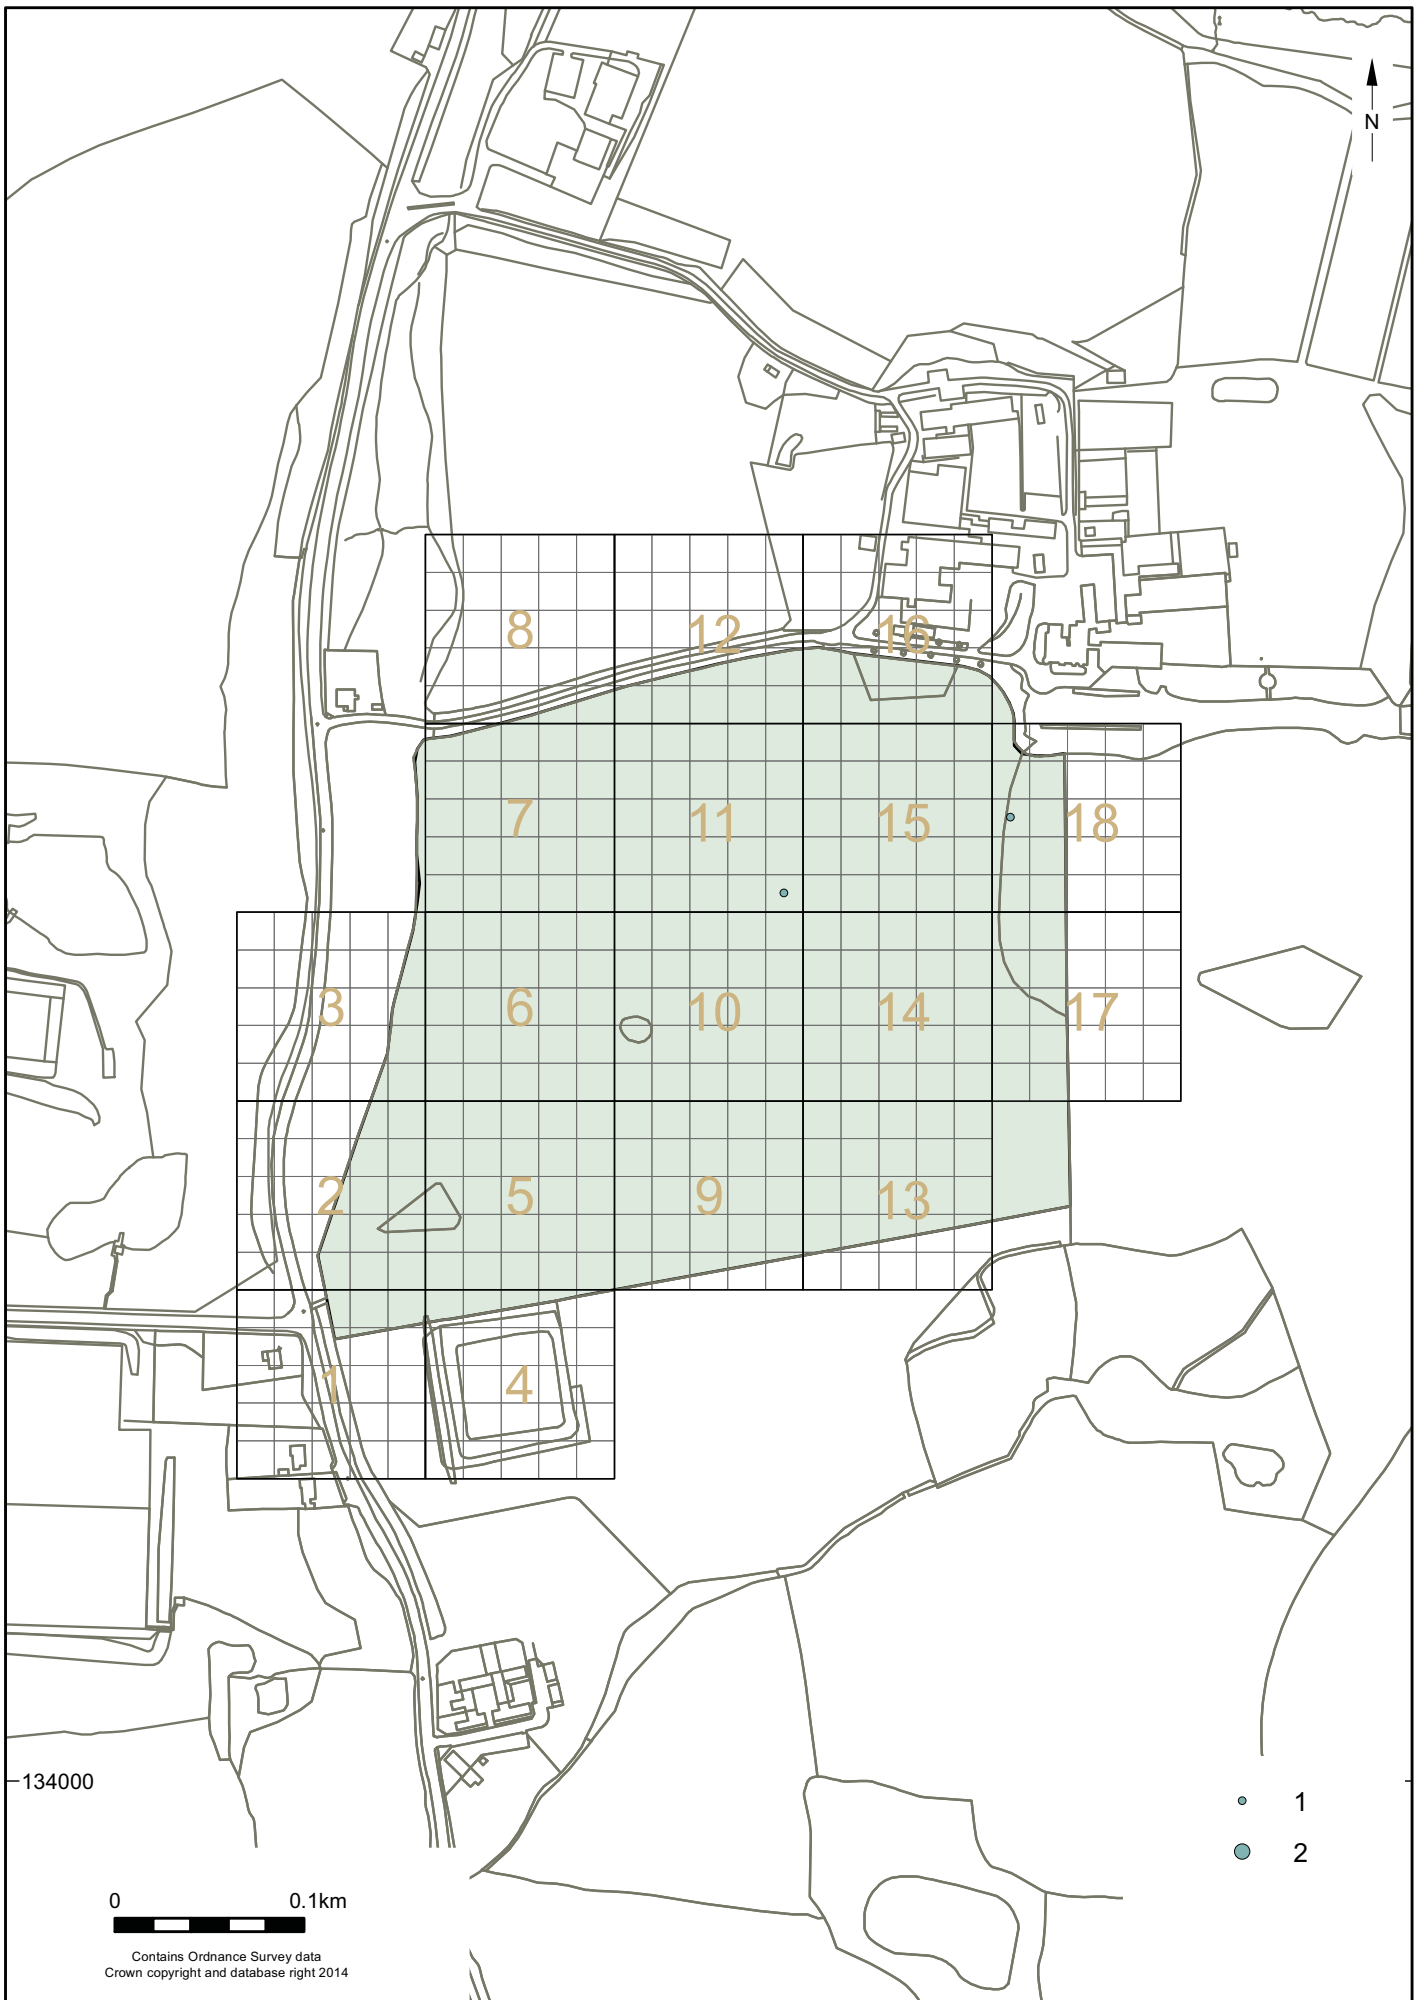 N
8 12 16
7 11 15 18
3 6 10 14 17
2 5 9 13
1 4
134000
1
2
0 0.1km
Contains Ordnance Survey data
Crown copyright and database right 2014